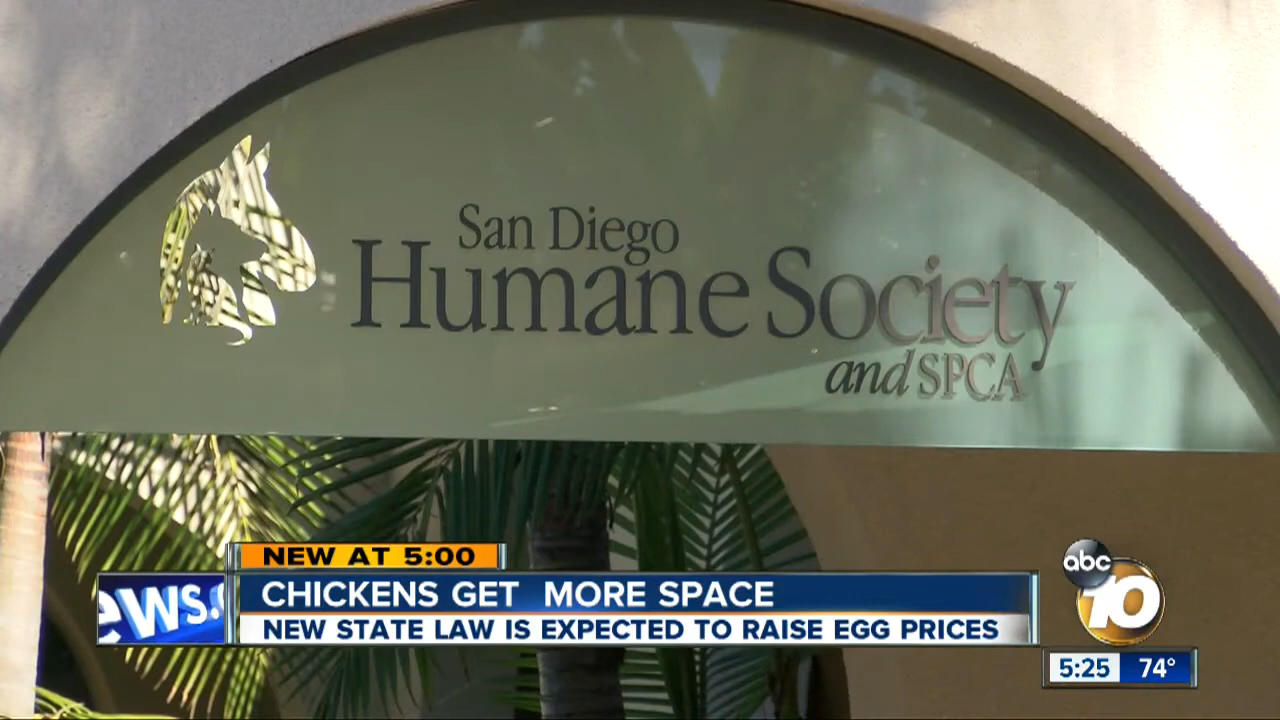 San Diego
Humane Society
and SPCA
NEW AT 5:00
ews.c
CHICKENS GET  MORE SPACE
NEW STATE LAW IS EXPECTED TO RAISE EGG PRICES
abc
10
5:25 74°